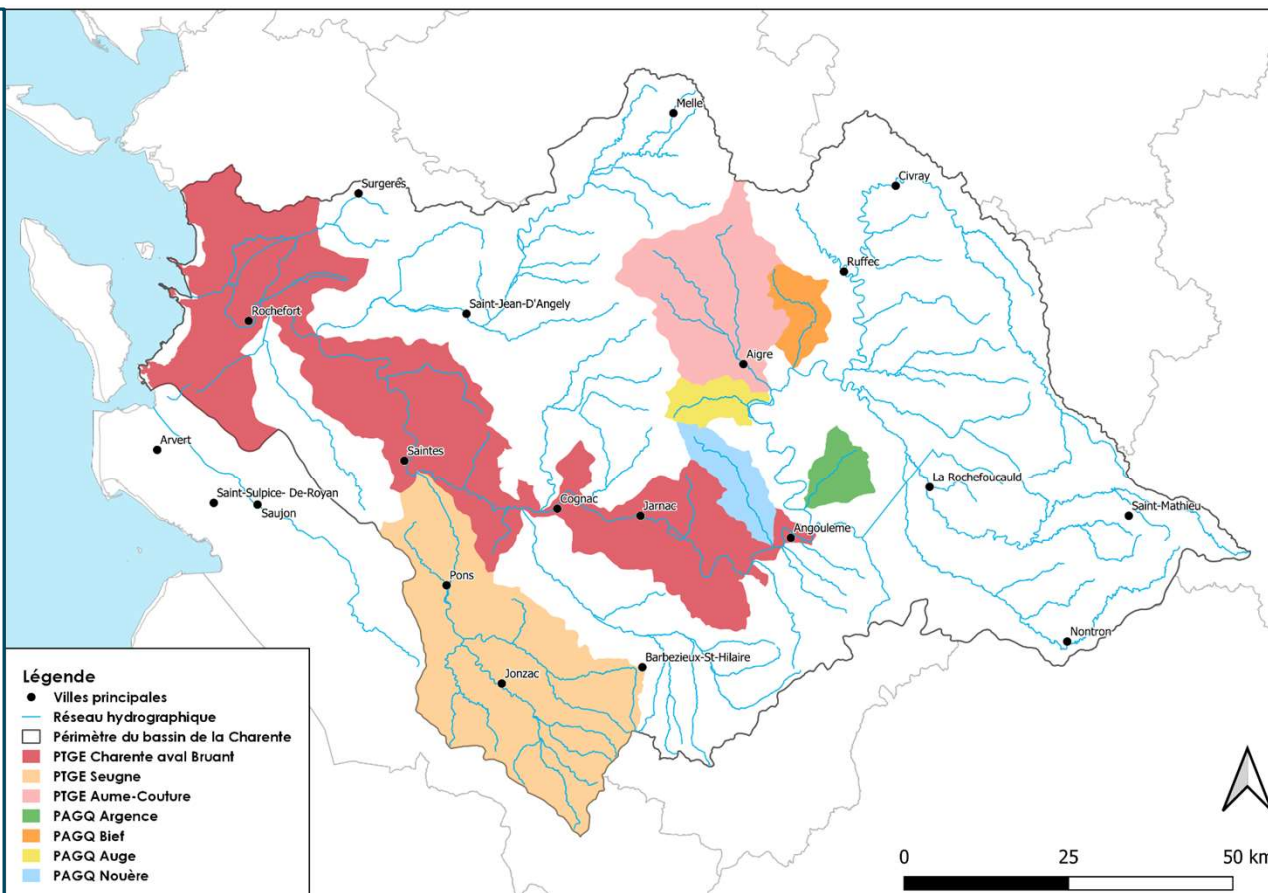 Melle
Civray
Surgerès
Ruffec
Saint-Jean-D'Angely
Rochefort
Aigre
Arvert
Saintes
La Rochefoucauld
Saint-Sulpice- De-Royan
Saujon
Cognac
Jarnac
Saint-Mathieu
Angouleme
Pons
Nontron
Barbezieux-St-Hilaire
Jonzac
Légende
Villes principales
Réseau hydrographique
Périmètre du bassin de la Charente
PTGE Charente aval Bruant
PTGE Seugne
PTGE Aume-Couture
PAGQ Argence
PAGQ Bief
PAGQ Auge
PAGQ Nouère
0 25 50 km